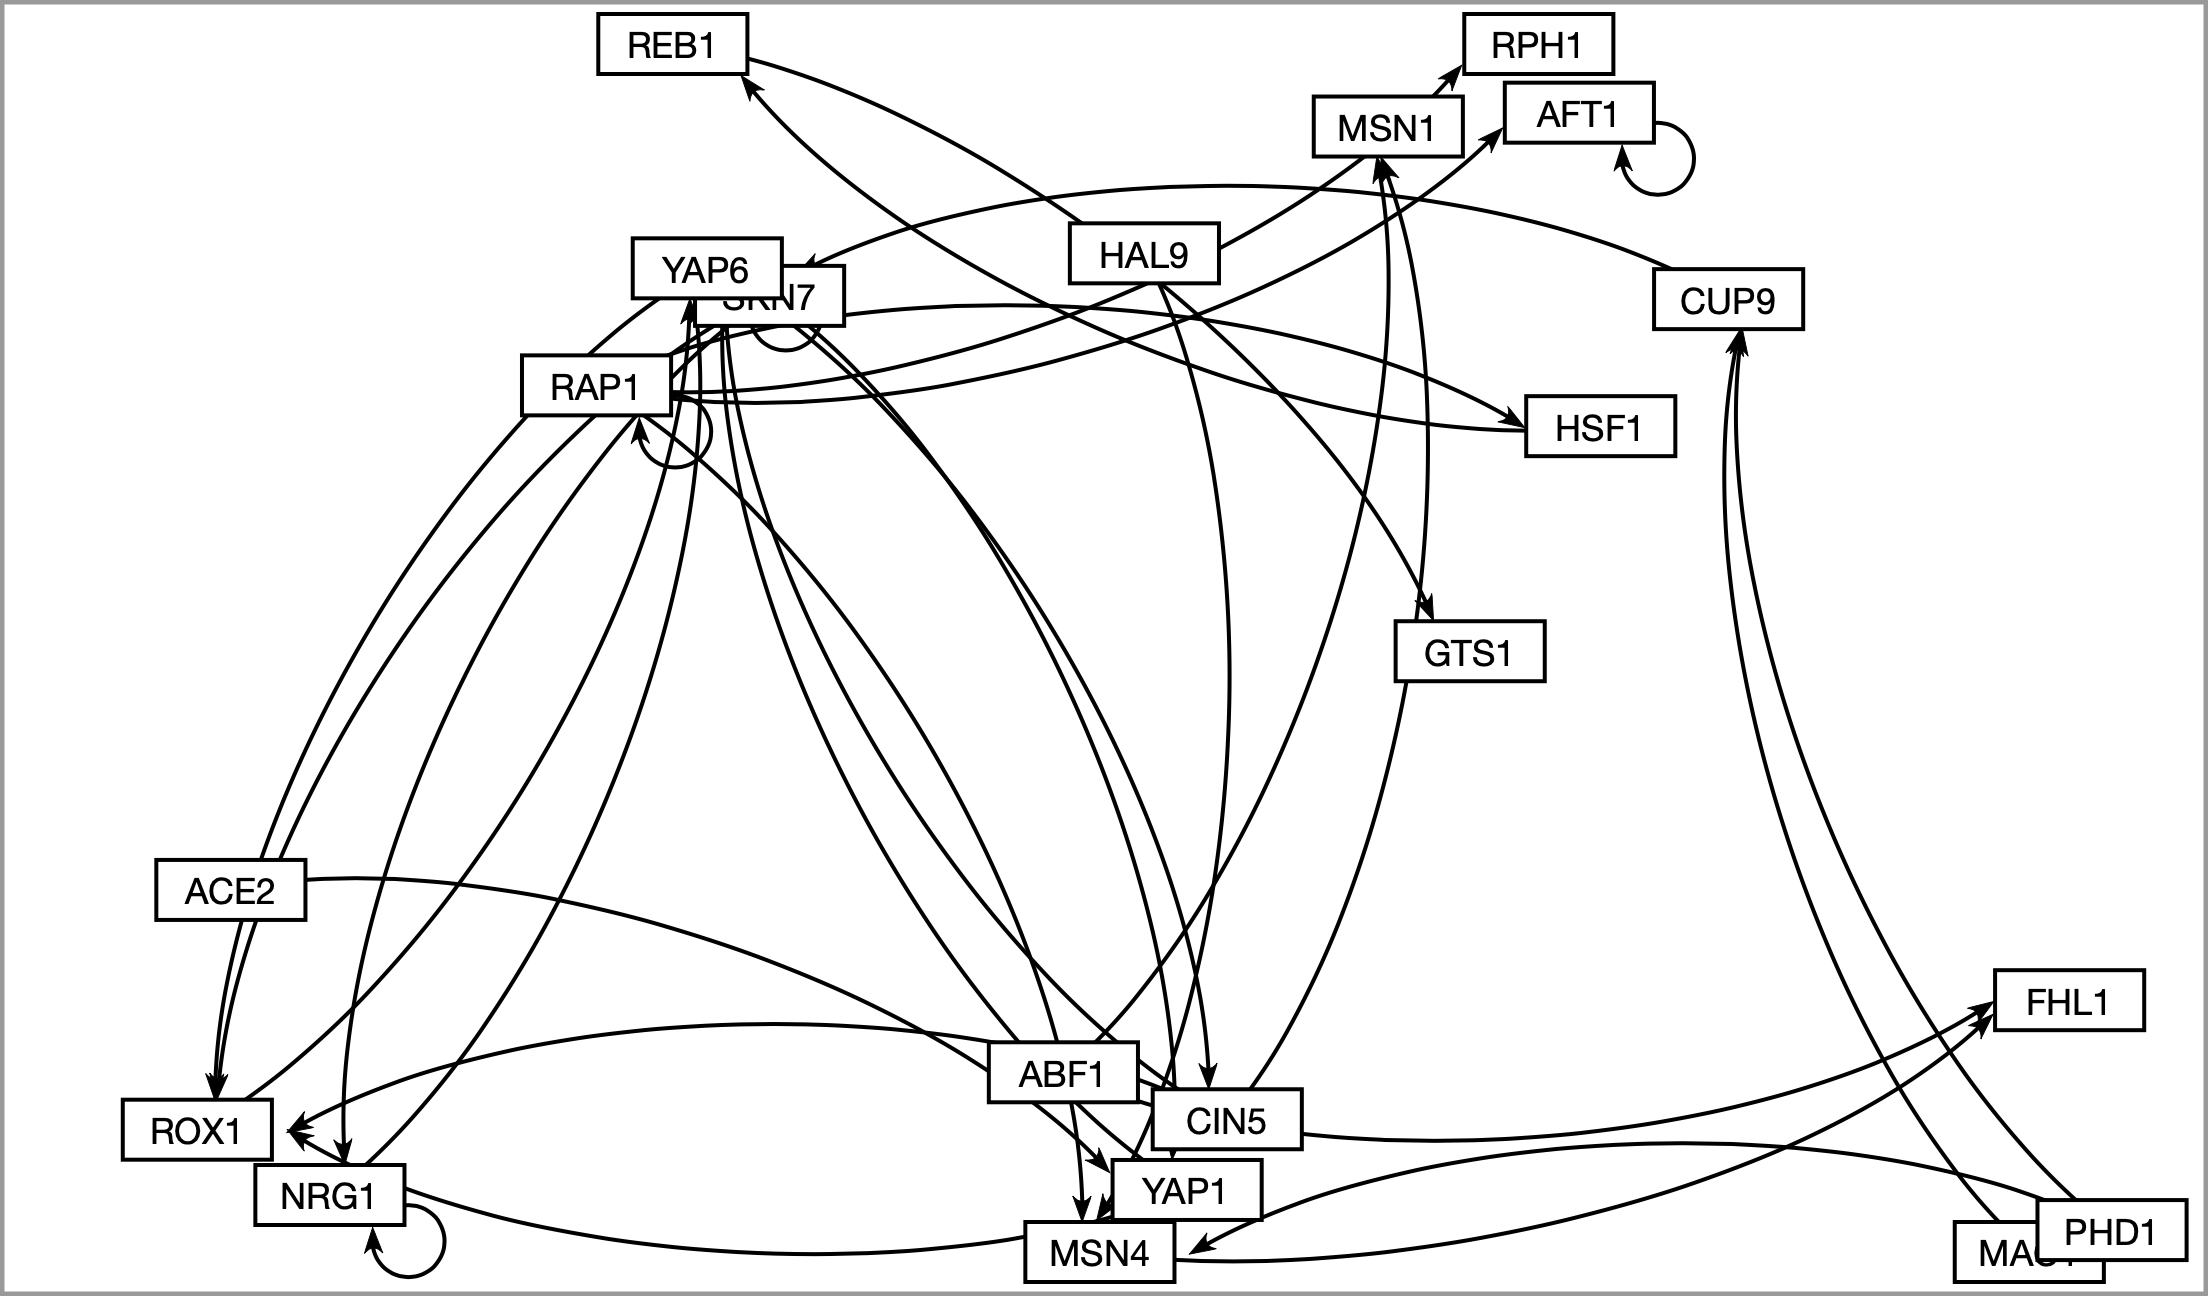 REB1
RPH1
AFT1
MSN1
HAL9
YAP6
CUP9
RAP1
HSF1
GTS1
ACE2
FHL1
ABF1
CIN5
ROX1
NRG1
YAP1
MSN4
PHD1